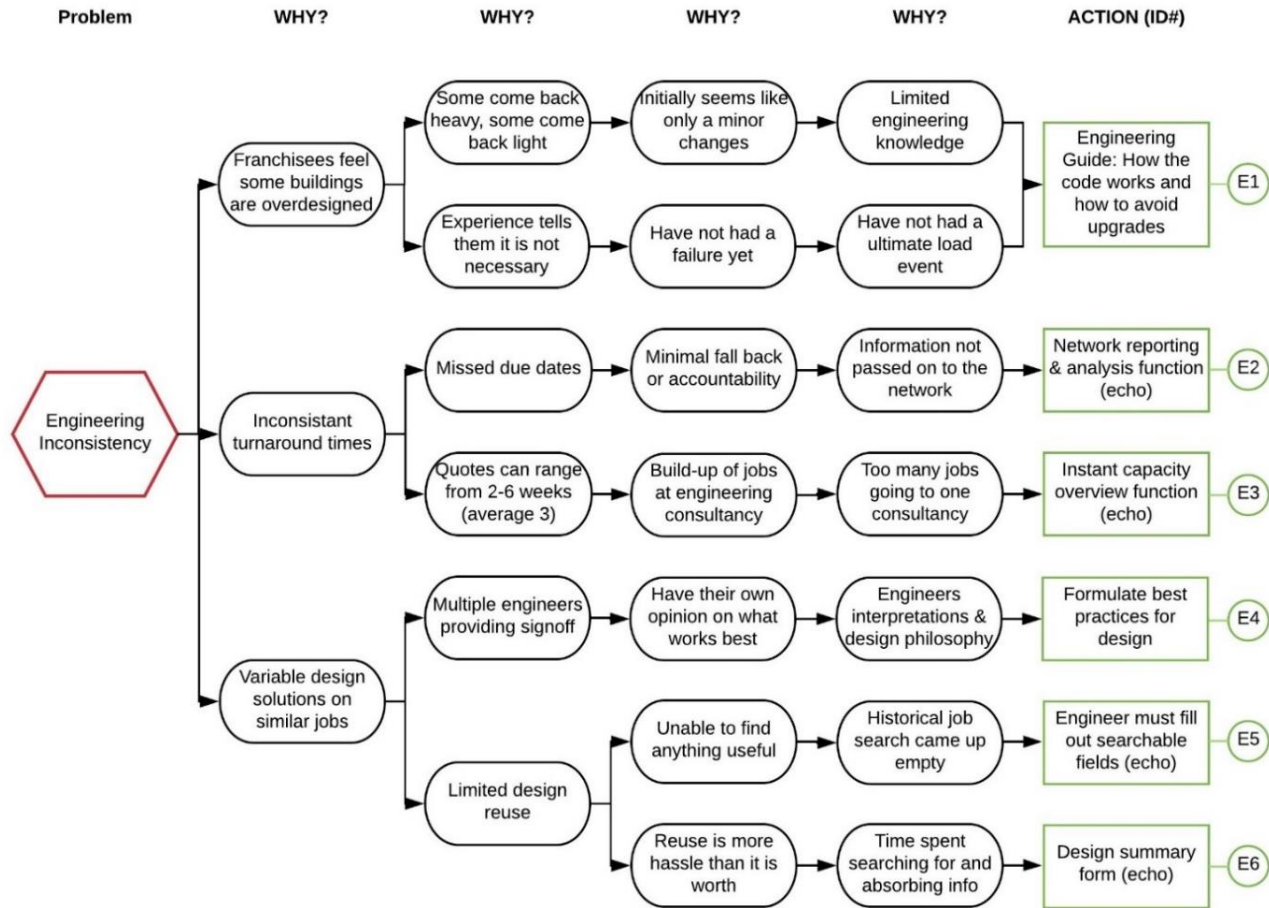 Problem
WHY?
WHY?
WHY?
WHY?
ACTION (ID#)
Some come back
heavy, some come
back light
Initially seems like
only a minor
changes
Limited
engineering
knowledge
Engineering
Guide: How the
code works and
how to avoid
upgrades
E1
Franchisees feel
some buildings
are overdesigned
Experience tells
them it is not
necessary
Have not had a
failure yet
Have not had a
ultimate load
event
Engineering
Inconsistency
Inconsistant
turnaround times
Missed due dates
Minimal fall back
or accountability
Information not
passed on to the
network
Network reporting
& analysis function
(echo)
E2
Quotes can range
from 2-6 weeks
(average 3)
Build-up of jobs
at engineering
consultancy
Too many jobs
going to one
consultancy
Instant capacity
overview function
(echo)
E3
Variable design
solutions on
similar jobs
Multiple engineers
providing signoff
Have their own
opinion on what
works best
Engineers
interpretations &
design philosophy
Formulate best
practices for
design
E4
Limited design
reuse
Unable to find
anything useful
Historical job
search came up
empty
Engineer must fill
out searchable
fields (echo)
E5
Reuse is more
hassle than it is
worth
Time spent
searching for and
absorbing info
Design summary
form (echo)
E6